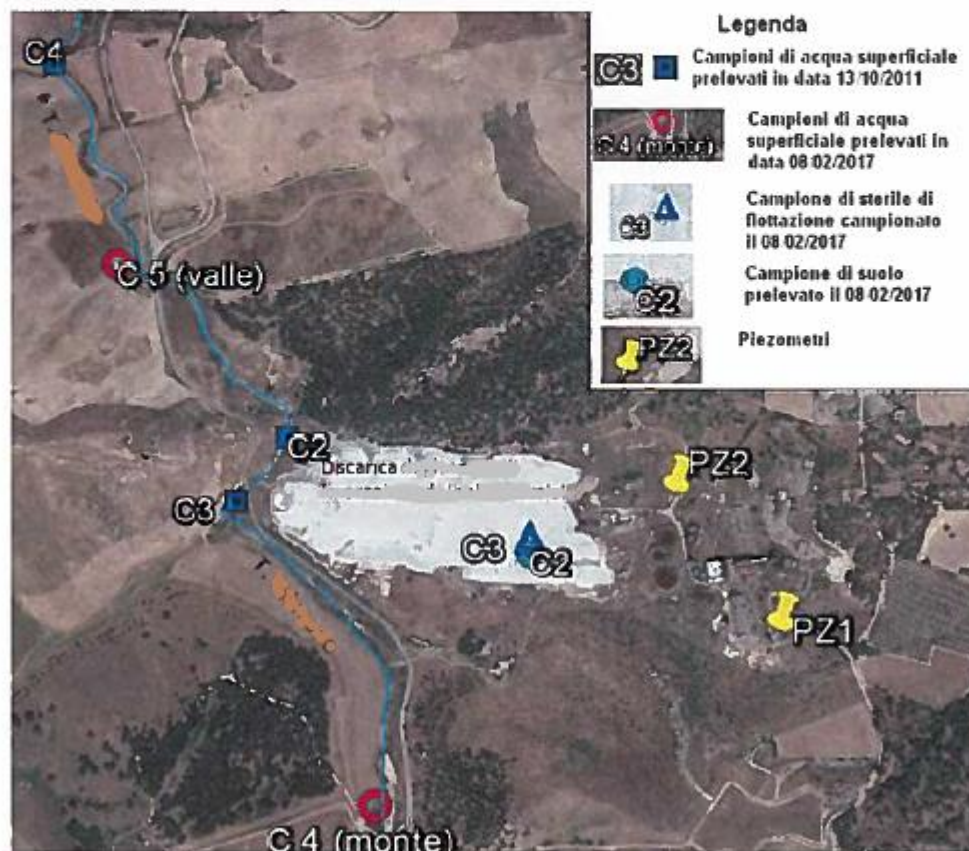 Legenda
C3
Campioni di acqua superficiale
prelevati in data 13/10/2011
C 4 (monte)
Campioni di acqua
superficiale prelevati in
data 08/02/2017
C3
Campione di sterile di
flottazione campionato
il 08/02/2017
C2
Campione di suolo
prelevato il 08/02/2017
PZ2
Piezometri
C4
C 5 (valle)
C2
Discarica
PZ2
C3
C3
C2
PZ1
C 4 (monte)